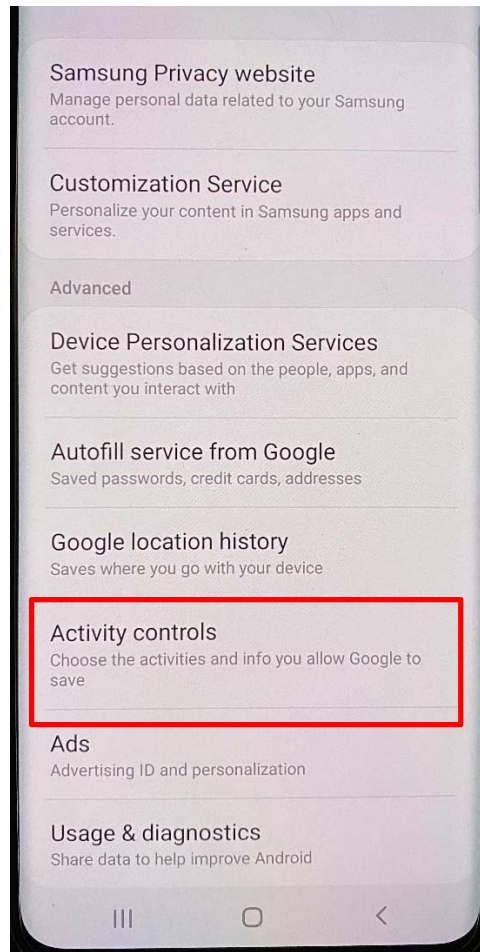 Samsung Privacy website
Manage personal data related to your Samsung
account.
Customization Service
Personalize your content in Samsung apps and
services.
Advanced
Device Personalization Services
Get suggestions based on the people, apps, and
content you interact with
Autofill service from Google
Saved passwords, credit cards, addresses
Google location history
Saves where you go with your device
Activity controls
Choose the activities and info you allow Google to
save
Ads
Advertising ID and personalization
Usage & diagnostics
Share data to help improve Android